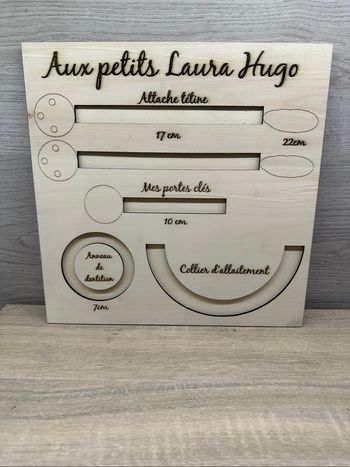 Aux petits Laura Hugo
Attache tétine
17 cm
22cm
Mes portes clés
10 cm
Anneau
de
dentition
Collier d'allaitement
7cm